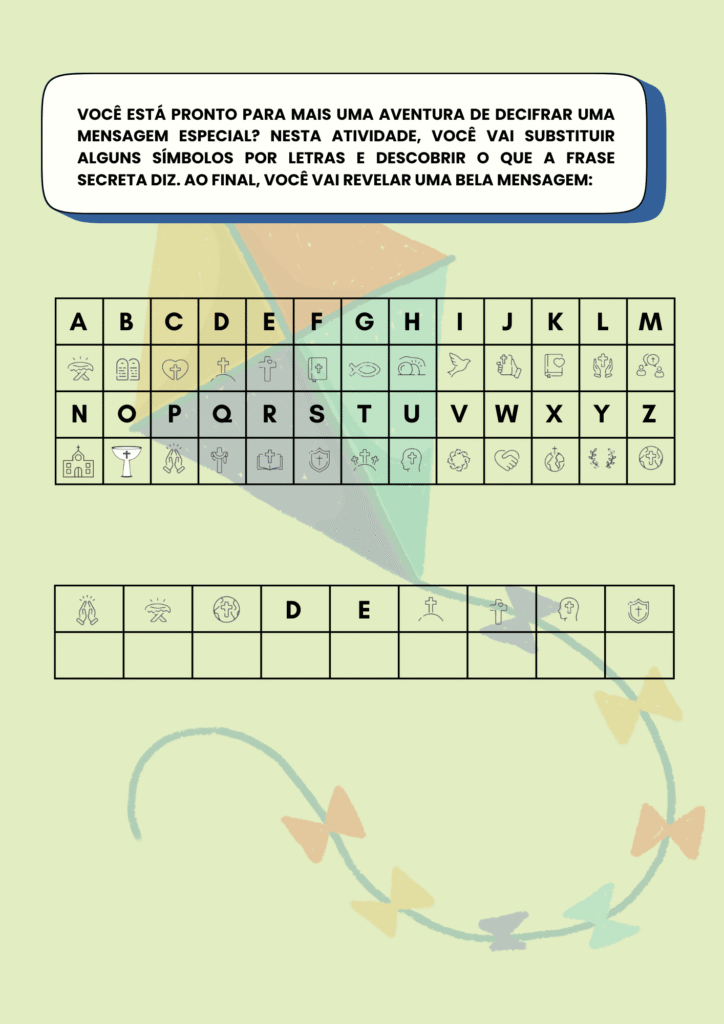 VOCÊ ESTÁ PRONTO PARA MAIS UMA AVENTURA DE DECIFRAR UMA
MENSAGEM ESPECIAL? NESTA ATIVIDADE, VOCÊ VAI SUBSTITUIR
ALGUNS SÍMBOLOS POR LETRAS E DESCOBRIR O QUE A FRASE
SECRETA DIZ. AO FINAL, VOCÊ VAI REVELAR UMA BELA MENSAGEM:
A B C D E F G H I J K L M
N O P Q R S T U V W X Y Z
D E